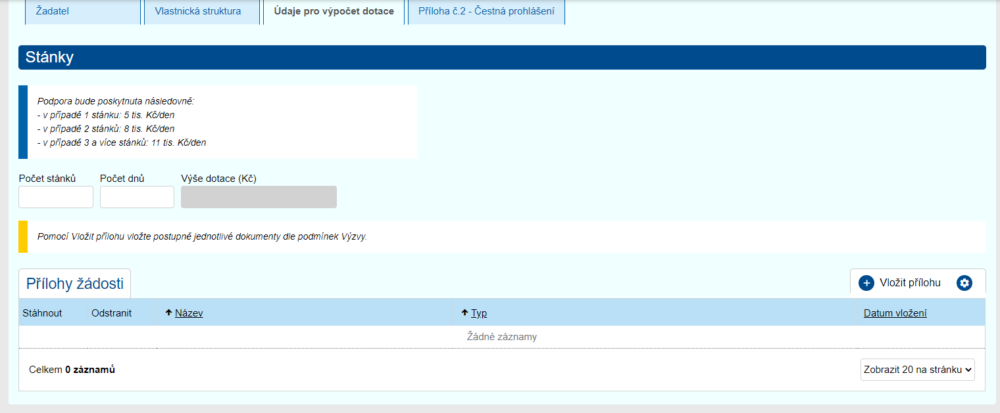 Žadatel
Vlastnická struktura
Údaje pro výpočet dotace
Příloha č.2 - Čestná prohlášení
Stánky
Podpora bude poskytnuta následovně:
- v případě 1 stánku: 5 tis. Kč/den
- v případě 2 stánků: 8 tis. Kč/den
- v případě 3 a více stánků: 11 tis. Kč/den
Počet stánků
Počet dnů
Výše dotace (Kč)
Pomocí Vložit přílohu vložte postupně jednotlivé dokumenty dle podmínek Výzvy.
Přílohy žádosti
Vložit přílohu
Stáhnout
Odstranit
Název
Typ
Datum vložení
Žádné záznamy
Celkem 0 záznamů
Zobrazit 20 na stránku